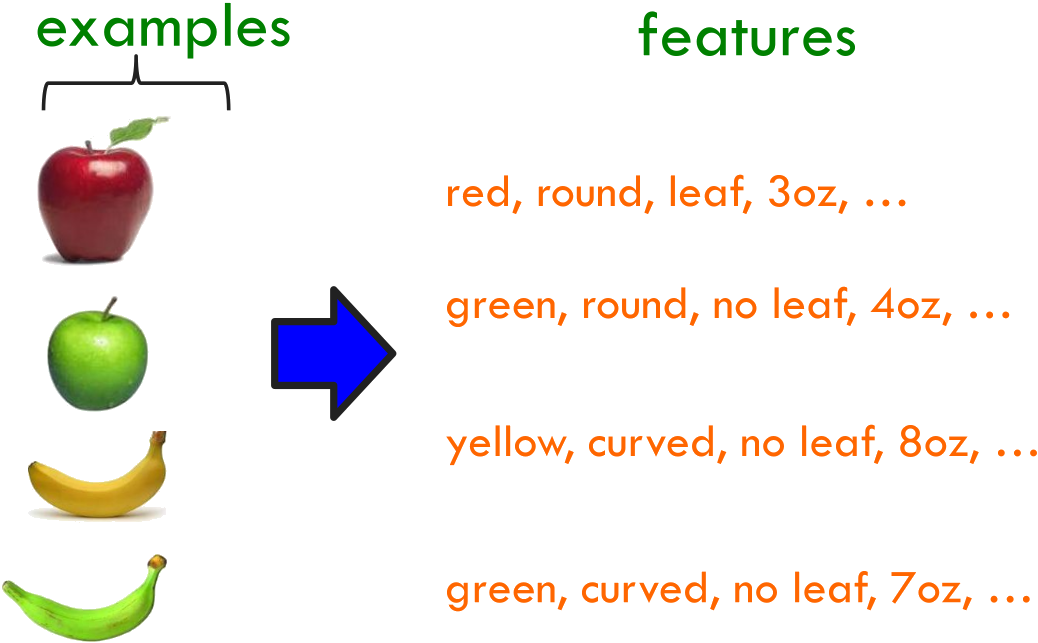 examples
features
red, round, leaf, 3oz, …
green, round, no leaf, 4oz, …
yellow, curved, no leaf, 8oz, …
green, curved, no leaf, 7oz, …